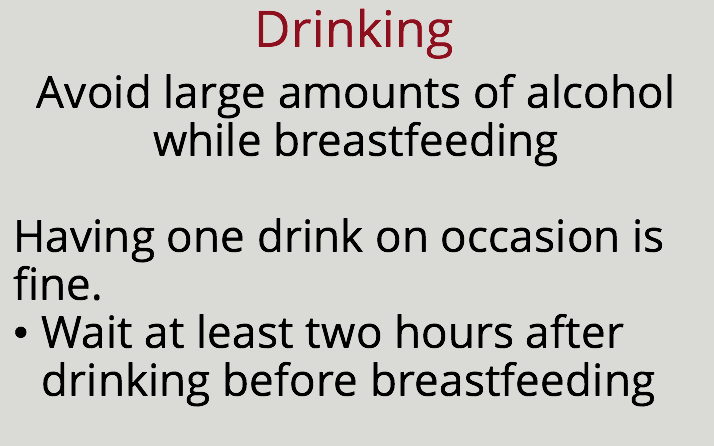 Drinking
Avoid large amounts of alcohol
while breastfeeding
Having one drink on occasion is
fine.
• Wait at least two hours after
drinking before breastfeeding